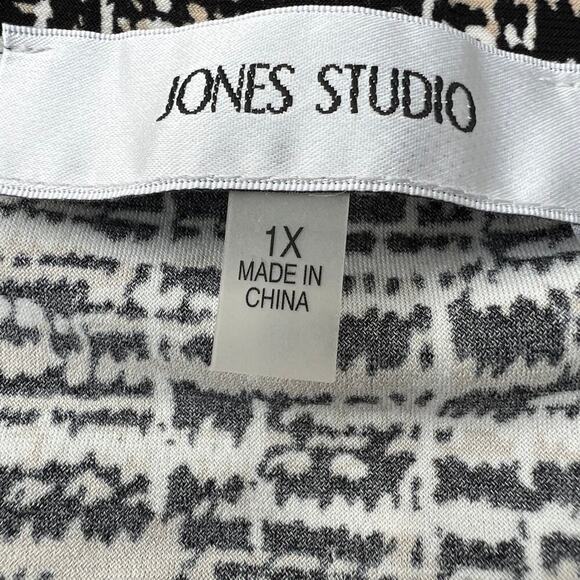 JONES STUDIO
1X
MADE IN
CHINA